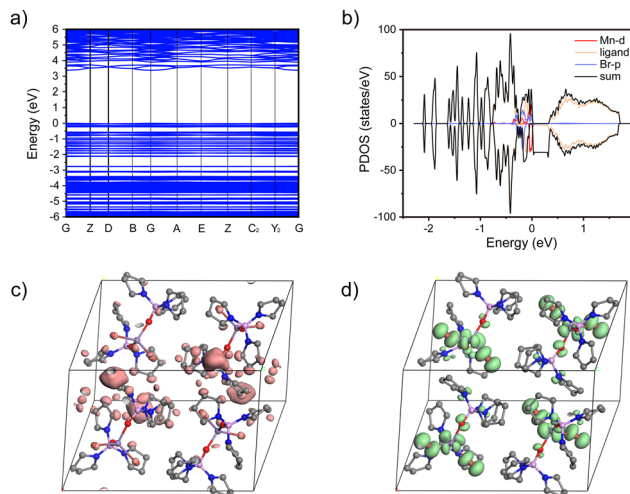 a)
6
5
4
3
2
1
0
-1
-2
-3
-4
-5
-6
Energy (eV)
G Z D B G A E Z C₂ Y₂ G
b)
100
50
0
50
-100
PDOS (states/eV)
-2 -1 0 1
Energy (eV)
Mn-d
ligand
Br-p
sum
c)
d)